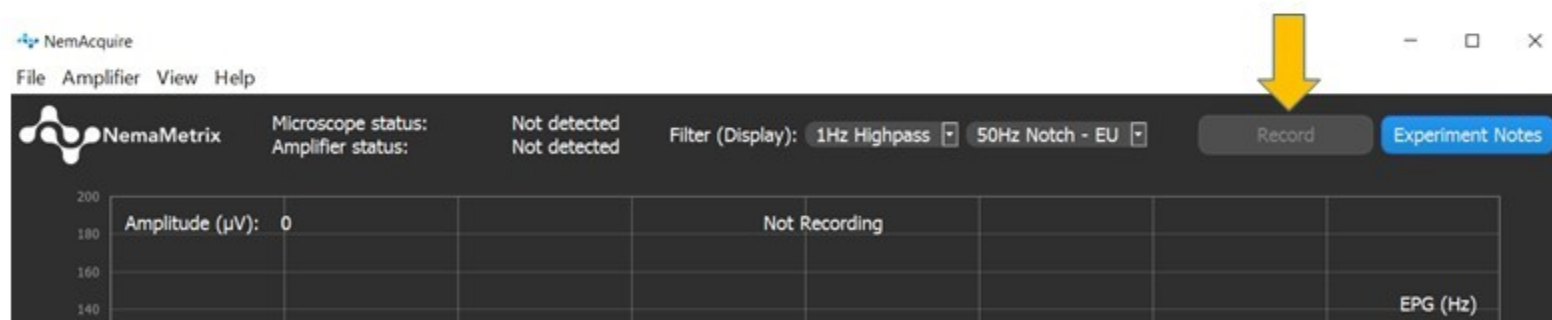 NemAcquire
File Amplifier View Help
NemaMetrix
Microscope status: Not detected
Amplifier status: Not detected
Filter (Display): 1Hz Highpass 50Hz Notch - EU
Record
Experiment Notes
200
Amplitude (µV): 0
Not Recording
180
160
140
EPG (Hz)